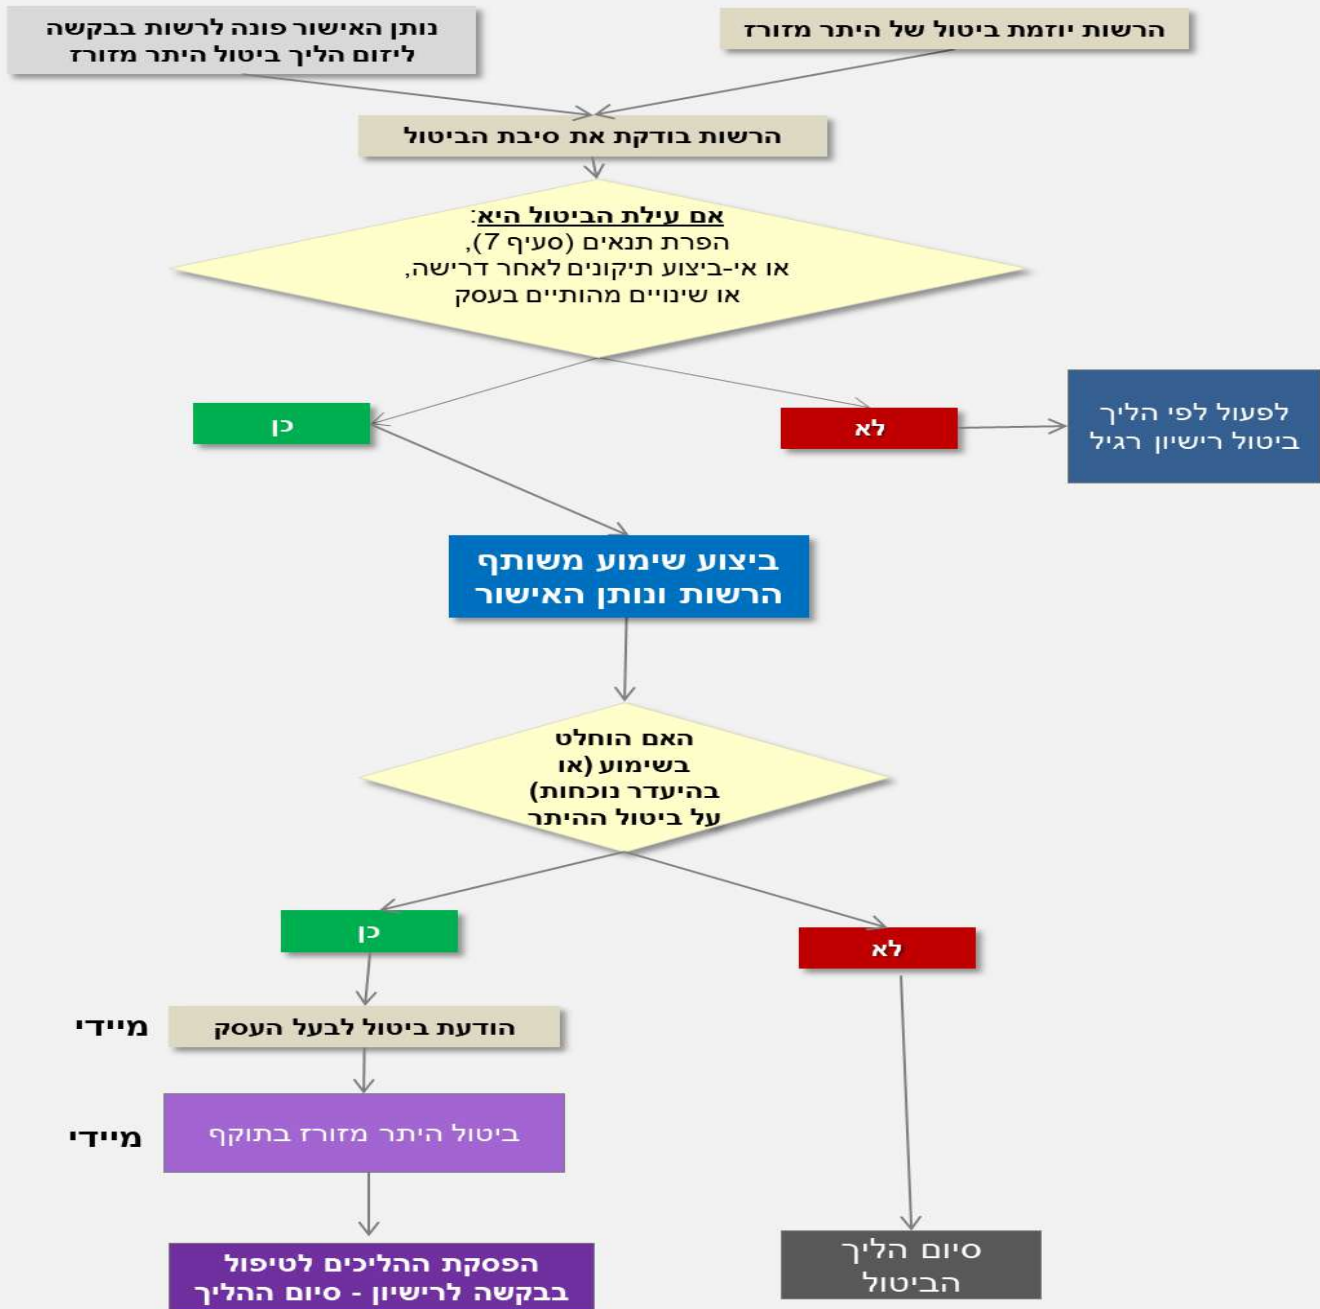 הרשות יוזמת ביטול של היתר מזורז
נותן האישור פונה לרשות בבקשה
ליזום הליך ביטול היתר מזורז
הרשות בודקת את סיבת הביטול
אם עילת הביטול היא:
הפרת תנאים (סעיף 7),
או אי-ביצוע תיקונים לאחר דרישה,
או שינויים מהותיים בעסק
לפעול לפי הליך
ביטול רישיון רגיל
לא
כן
ביצוע שימוע משותף
הרשות ונותן האישור
האם הוחלט
בשימוע (או
בהיעדר נוכחות)
על ביטול ההיתר
לא
כן
הודעת ביטול לבעל העסק
מיידי
ביטול היתר מזורז בתוקף
מיידי
סיום הליך
הביטול
הפסקת ההליכים לטיפול
בבקשה לרישיון - סיום ההליך